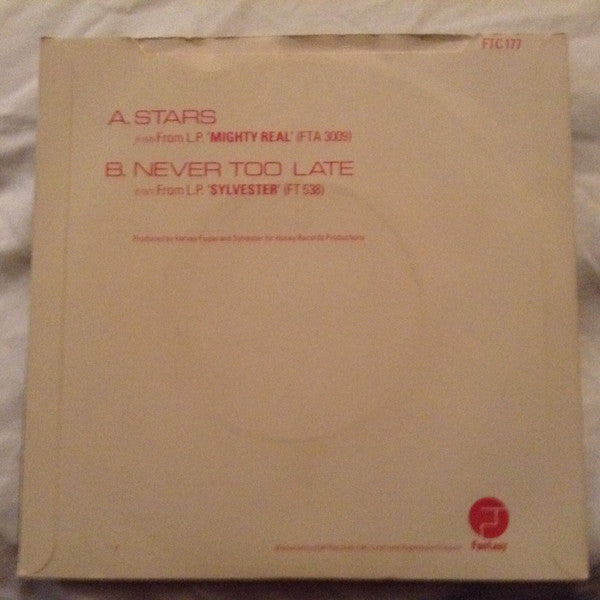 FTC 177
A. STARS
From L.P. 'MIGHTY REAL' (FTA 3009)
B. NEVER TOO LATE
From L.P. 'SYLVESTER' (FT 538)
Produced by Harvey Fuqua and Sylvester for Honey Records Productions
Fantasy